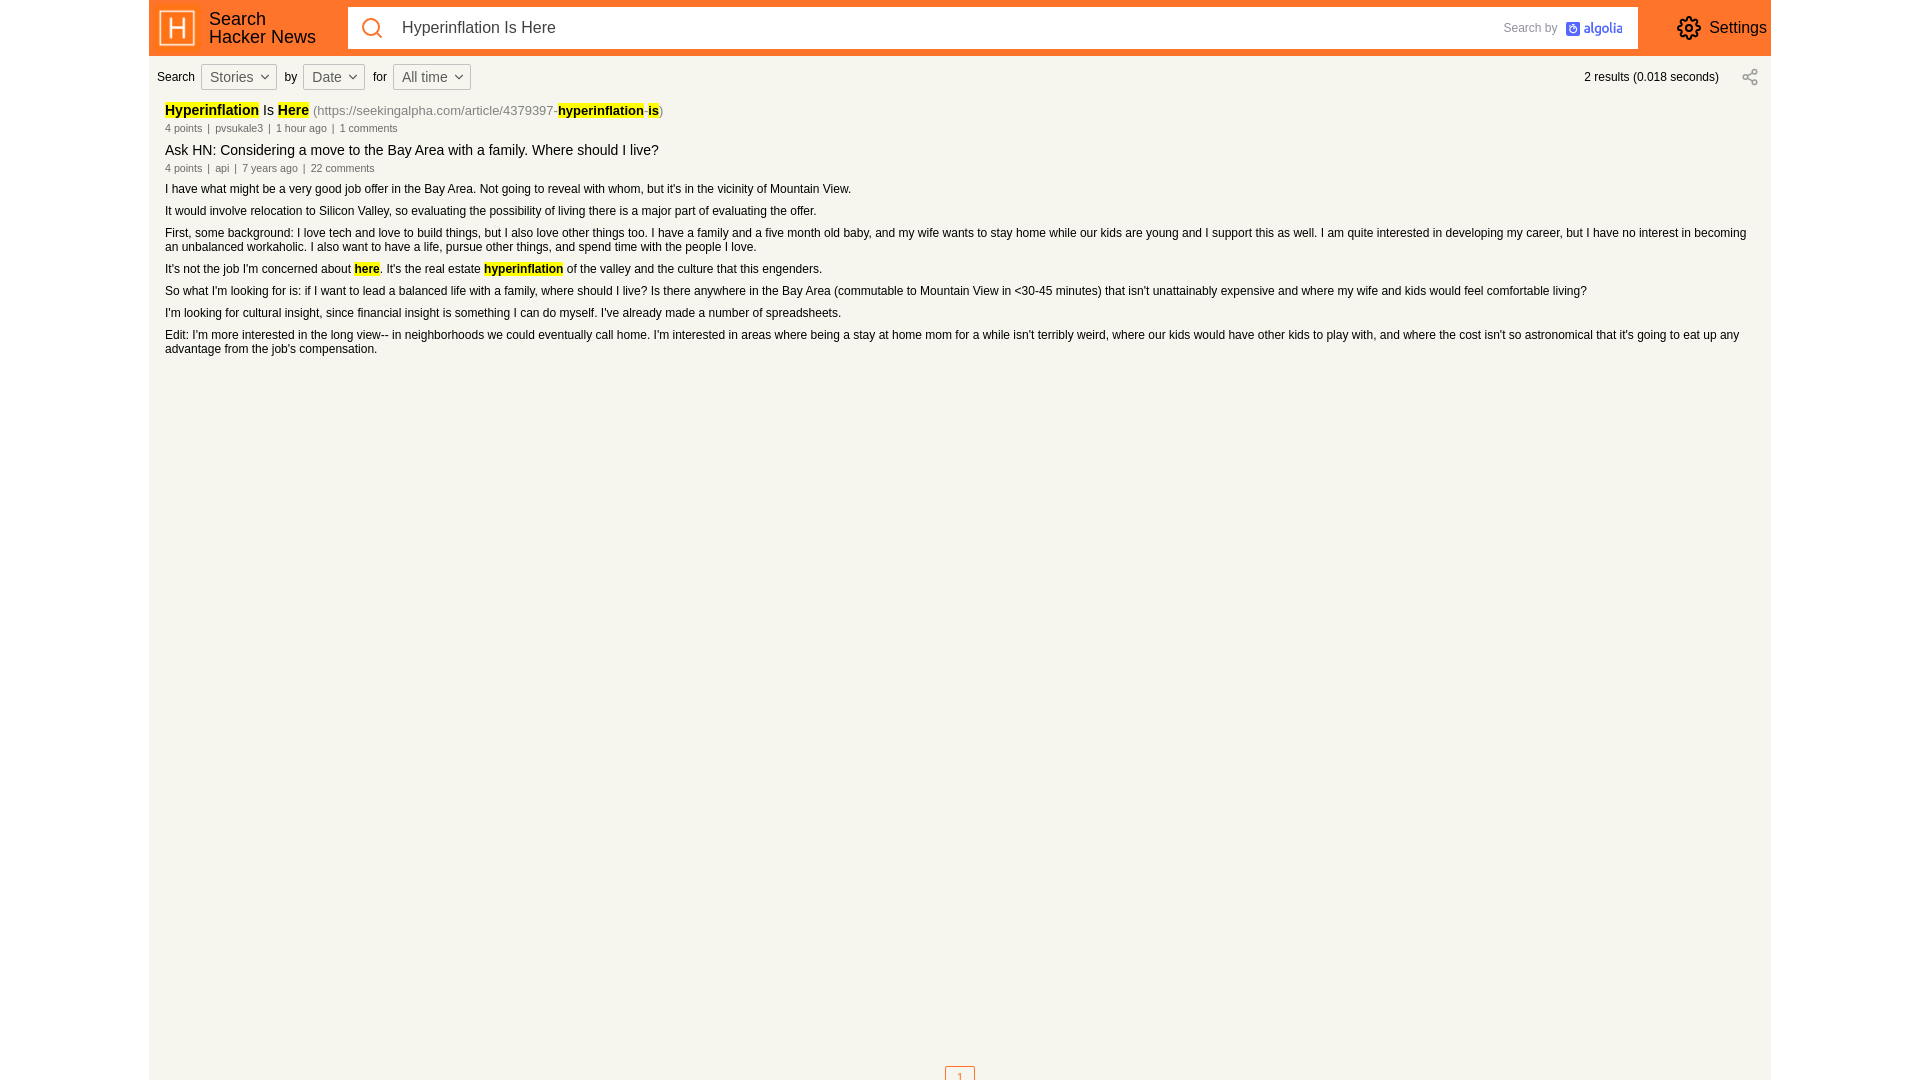 Search
Hacker News
Hyperinflation Is Here
Search by algolia
Settings
Search Stories by Date for All time
2 results (0.018 seconds)
Hyperinflation Is Here (https://seekingalpha.com/article/4379397-hyperinflation-is)
4 points | pvsukale3 | 1 hour ago | 1 comments
Ask HN: Considering a move to the Bay Area with a family. Where should I live?
4 points | api | 7 years ago | 22 comments
I have what might be a very good job offer in the Bay Area. Not going to reveal with whom, but it's in the vicinity of Mountain View.
It would involve relocation to Silicon Valley, so evaluating the possibility of living there is a major part of evaluating the offer.
First, some background: I love tech and love to build things, but I also love other things too. I have a family and a five month old baby, and my wife wants to stay home while our kids are young and I support this as well. I am quite interested in developing my career, but I have no interest in becoming
an unbalanced workaholic. I also want to have a life, pursue other things, and spend time with the people I love.
It's not the job I'm concerned about here. It's the real estate hyperinflation of the valley and the culture that this engenders.
So what I'm looking for is: if I want to lead a balanced life with a family, where should I live? Is there anywhere in the Bay Area (commutable to Mountain View in <30-45 minutes) that isn't unattainably expensive and where my wife and kids would feel comfortable living?
I'm looking for cultural insight, since financial insight is something I can do myself. I've already made a number of spreadsheets.
Edit: I'm more interested in the long view-- in neighborhoods we could eventually call home. I'm interested in areas where being a stay at home mom for a while isn't terribly weird, where our kids would have other kids to play with, and where the cost isn't so astronomical that it's going to eat up any
advantage from the job's compensation.
1